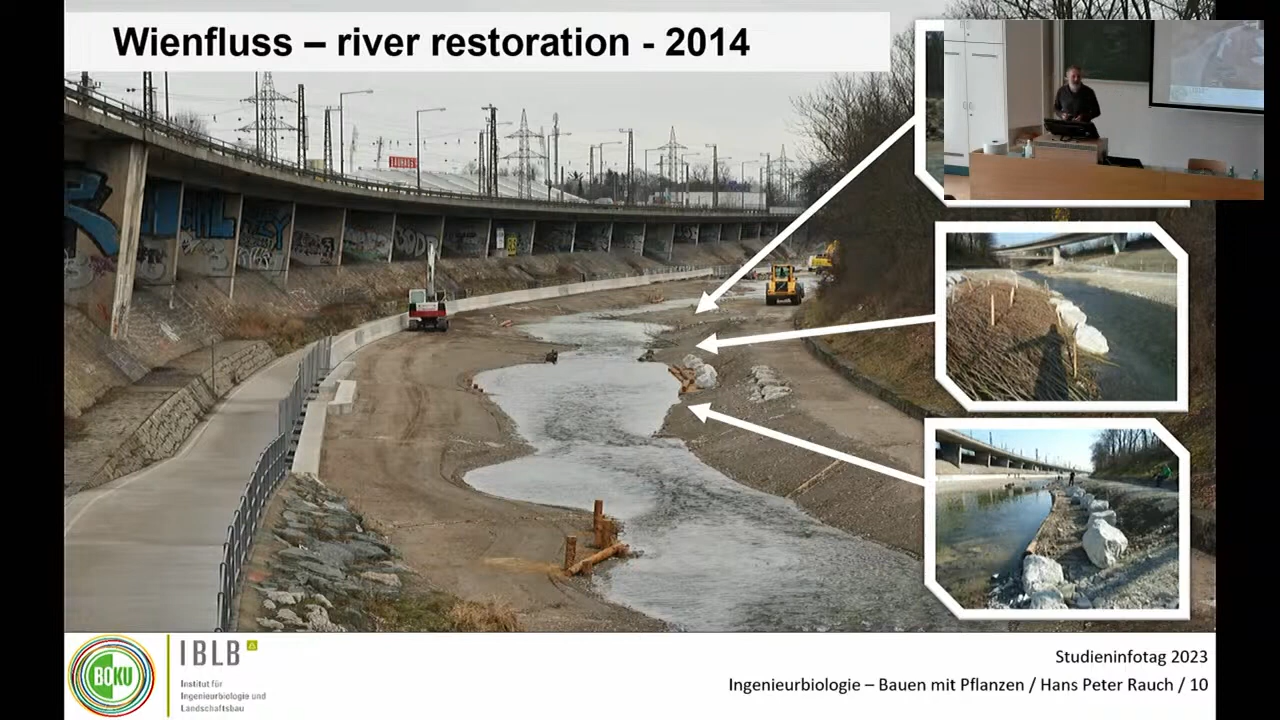 Wienfluss – river restoration - 2014
BOKU
IBLB
Institut für
Ingenieurbiologie und
Landschaftsbau
Studieninfotag 2023
Ingenieurbiologie – Bauen mit Pflanzen / Hans Peter Rauch / 10